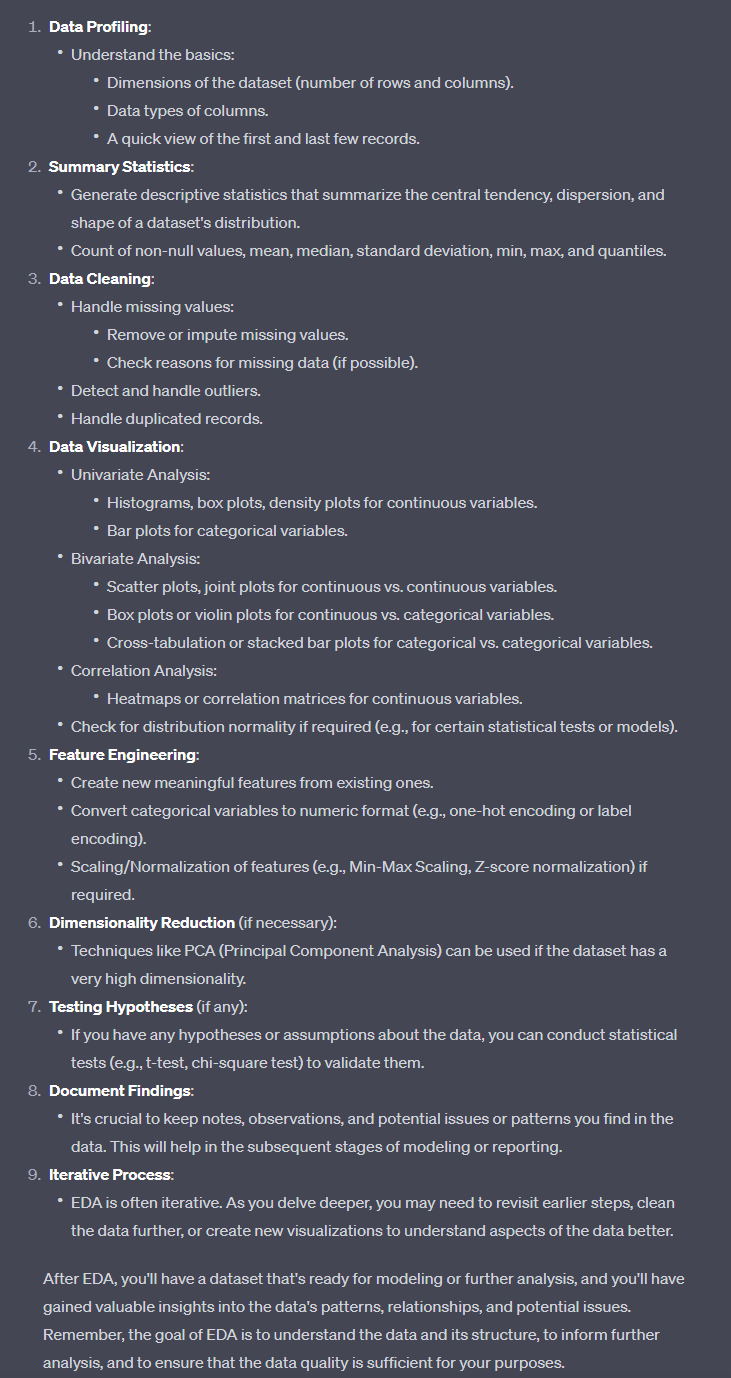 1. Data Profiling:
• Understand the basics:
• Dimensions of the dataset (number of rows and columns).
• Data types of columns.
• A quick view of the first and last few records.
2. Summary Statistics:
• Generate descriptive statistics that summarize the central tendency, dispersion, and
shape of a dataset's distribution.
• Count of non-null values, mean, median, standard deviation, min, max, and quantiles.
3. Data Cleaning:
• Handle missing values:
• Remove or impute missing values.
• Check reasons for missing data (if possible).
• Detect and handle outliers.
• Handle duplicated records.
4. Data Visualization:
• Univariate Analysis:
• Histograms, box plots, density plots for continuous variables.
• Bar plots for categorical variables.
• Bivariate Analysis:
• Scatter plots, joint plots for continuous vs. continuous variables.
• Box plots or violin plots for continuous vs. categorical variables.
• Cross-tabulation or stacked bar plots for categorical vs. categorical variables.
• Correlation Analysis:
• Heatmaps or correlation matrices for continuous variables.
• Check for distribution normality if required (e.g., for certain statistical tests or models).
5. Feature Engineering:
• Create new meaningful features from existing ones.
• Convert categorical variables to numeric format (e.g., one-hot encoding or label
encoding).
• Scaling/Normalization of features (e.g., Min-Max Scaling, Z-score normalization) if
required.
6. Dimensionality Reduction (if necessary):
• Techniques like PCA (Principal Component Analysis) can be used if the dataset has a
very high dimensionality.
7. Testing Hypotheses (if any):
• If you have any hypotheses or assumptions about the data, you can conduct statistical
tests (e.g., t-test, chi-square test) to validate them.
8. Document Findings:
• It's crucial to keep notes, observations, and potential issues or patterns you find in the
data. This will help in the subsequent stages of modeling or reporting.
9. Iterative Process:
• EDA is often iterative. As you delve deeper, you may need to revisit earlier steps, clean
the data further, or create new visualizations to understand aspects of the data better.
After EDA, you'll have a dataset that's ready for modeling or further analysis, and you'll have
gained valuable insights into the data's patterns, relationships, and potential issues.
Remember, the goal of EDA is to understand the data and its structure, to inform further
analysis, and to ensure that the data quality is sufficient for your purposes.